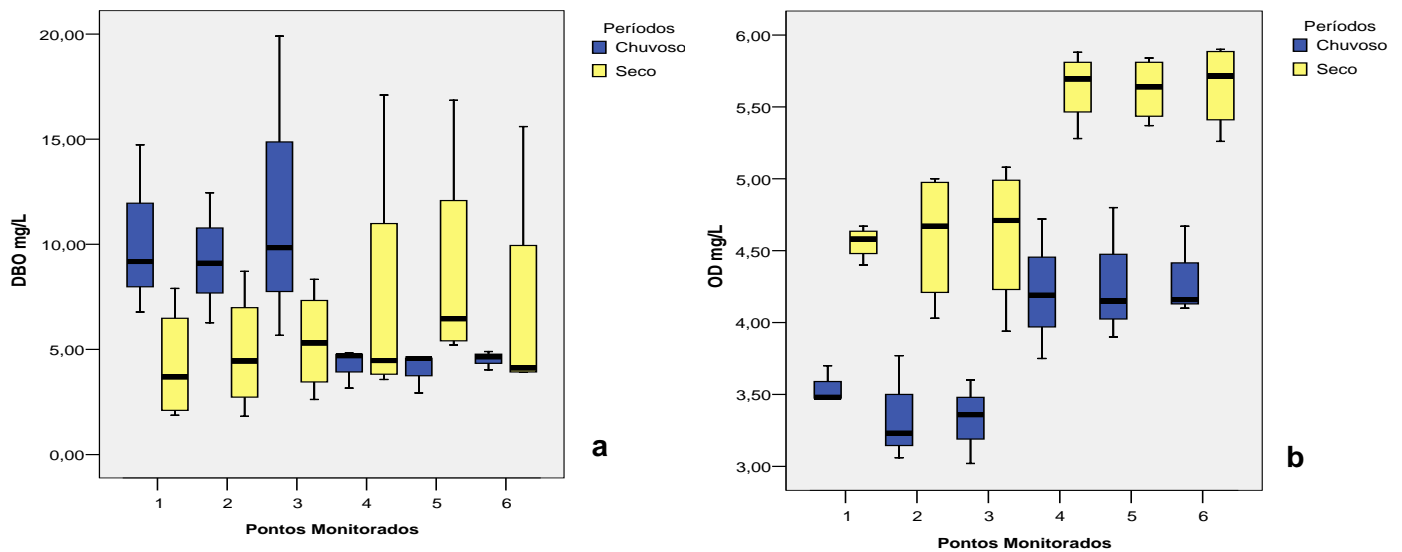 20,00
15,00
10,00
5,00
0,00
DBO mg/L
1 2 3 4 5 6
Pontos Monitorados
Períodos
Chuvoso
Seco
a
6,00
5,50
5,00
4,50
4,00
3,50
3,00
OD mg/L
1 2 3 4 5 6
Pontos Monitorados
Períodos
Chuvoso
Seco
b